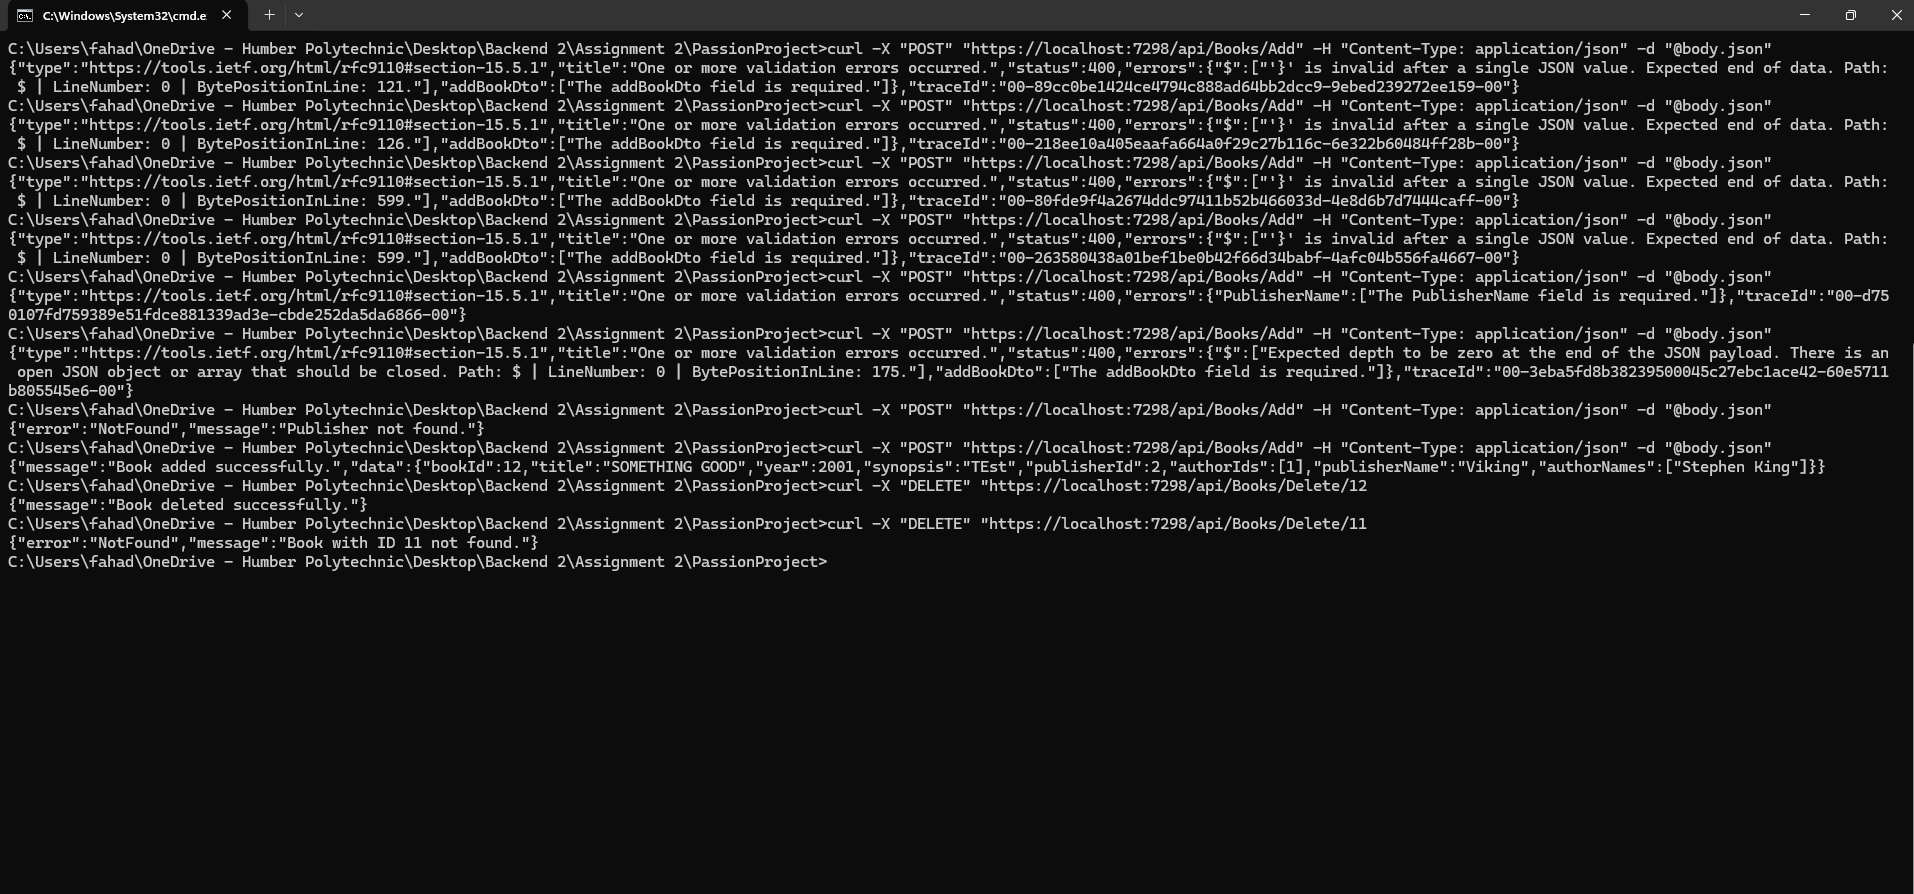 C:\Windows\System32\cmd.e
C:\Users\fahad\OneDrive - Humber Polytechnic\Desktop\Backend 2\Assignment 2\PassionProject>curl -X "POST" "https://localhost:7298/api/Books/Add" -H "Content-Type: application/json" -d "@body.json"
{"type":"https://tools.ietf.org/html/rfc9110#section-15.5.1","title":"One or more validation errors occurred.","status":400,"errors":{"$":["'}' is invalid after a single JSON value. Expected end of data. Path:
$ | LineNumber: 0 | BytePositionInLine: 121."],"addBookDto":["The addBookDto field is required."]},"traceId":"00-89cc0be1424ce4794c888ad64bb2dcc9-9ebed239272ee159-00"}
C:\Users\fahad\OneDrive - Humber Polytechnic\Desktop\Backend 2\Assignment 2\PassionProject>curl -X "POST" "https://localhost:7298/api/Books/Add" -H "Content-Type: application/json" -d "@body.json"
{"type":"https://tools.ietf.org/html/rfc9110#section-15.5.1","title":"One or more validation errors occurred.","status":400,"errors":{"$":["'}' is invalid after a single JSON value. Expected end of data. Path:
$ | LineNumber: 0 | BytePositionInLine: 126."],"addBookDto":["The addBookDto field is required."]},"traceId":"00-218ee10a405eaafa664a0f29c27b116c-6e322b60484ff28b-00"}
C:\Users\fahad\OneDrive - Humber Polytechnic\Desktop\Backend 2\Assignment 2\PassionProject>curl -X "POST" "https://localhost:7298/api/Books/Add" -H "Content-Type: application/json" -d "@body.json"
{"type":"https://tools.ietf.org/html/rfc9110#section-15.5.1","title":"One or more validation errors occurred.","status":400,"errors":{"$":["'}' is invalid after a single JSON value. Expected end of data. Path:
$ | LineNumber: 0 | BytePositionInLine: 599."],"addBookDto":["The addBookDto field is required."]},"traceId":"00-80fde9f4a2674ddc97411b52b466033d-4e8d6b7d7444caff-00"}
C:\Users\fahad\OneDrive - Humber Polytechnic\Desktop\Backend 2\Assignment 2\PassionProject>curl -X "POST" "https://localhost:7298/api/Books/Add" -H "Content-Type: application/json" -d "@body.json"
{"type":"https://tools.ietf.org/html/rfc9110#section-15.5.1","title":"One or more validation errors occurred.","status":400,"errors":{"$":["'}' is invalid after a single JSON value. Expected end of data. Path:
$ | LineNumber: 0 | BytePositionInLine: 599."],"addBookDto":["The addBookDto field is required."]},"traceId":"00-263580438a01bef1be0b42f66d34babf-4afc04b556fa4667-00"}
C:\Users\fahad\OneDrive - Humber Polytechnic\Desktop\Backend 2\Assignment 2\PassionProject>curl -X "POST" "https://localhost:7298/api/Books/Add" -H "Content-Type: application/json" -d "@body.json"
{"type":"https://tools.ietf.org/html/rfc9110#section-15.5.1","title":"One or more validation errors occurred.","status":400,"errors":{"PublisherName":["The PublisherName field is required."]},"traceId":"00-d75
0107fd759389e51fdce881339ad3e-cbde252da5da6866-00"}
C:\Users\fahad\OneDrive - Humber Polytechnic\Desktop\Backend 2\Assignment 2\PassionProject>curl -X "POST" "https://localhost:7298/api/Books/Add" -H "Content-Type: application/json" -d "@body.json"
{"type":"https://tools.ietf.org/html/rfc9110#section-15.5.1","title":"One or more validation errors occurred.","status":400,"errors":{"$":["Expected depth to be zero at the end of the JSON payload. There is an
open JSON object or array that should be closed. Path: $ | LineNumber: 0 | BytePositionInLine: 175."],"addBookDto":["The addBookDto field is required."]},"traceId":"00-3eba5fd8b38239500045c27ebc1ace42-60e5711
b805545e6-00"}
C:\Users\fahad\OneDrive - Humber Polytechnic\Desktop\Backend 2\Assignment 2\PassionProject>curl -X "POST" "https://localhost:7298/api/Books/Add" -H "Content-Type: application/json" -d "@body.json"
{"error":"NotFound","message":"Publisher not found."}
C:\Users\fahad\OneDrive - Humber Polytechnic\Desktop\Backend 2\Assignment 2\PassionProject>curl -X "POST" "https://localhost:7298/api/Books/Add" -H "Content-Type: application/json" -d "@body.json"
{"message":"Book added successfully.","data":{"bookId":12,"title":"SOMETHING GOOD","year":2001,"synopsis":"TEst","publisherId":2,"authorIds":[1],"publisherName":"Viking","authorNames":["Stephen King"]}}
C:\Users\fahad\OneDrive - Humber Polytechnic\Desktop\Backend 2\Assignment 2\PassionProject>curl -X "DELETE" "https://localhost:7298/api/Books/Delete/12
{"message":"Book deleted successfully."}
C:\Users\fahad\OneDrive - Humber Polytechnic\Desktop\Backend 2\Assignment 2\PassionProject>curl -X "DELETE" "https://localhost:7298/api/Books/Delete/11
{"error":"NotFound","message":"Book with ID 11 not found."}
C:\Users\fahad\OneDrive - Humber Polytechnic\Desktop\Backend 2\Assignment 2\PassionProject>